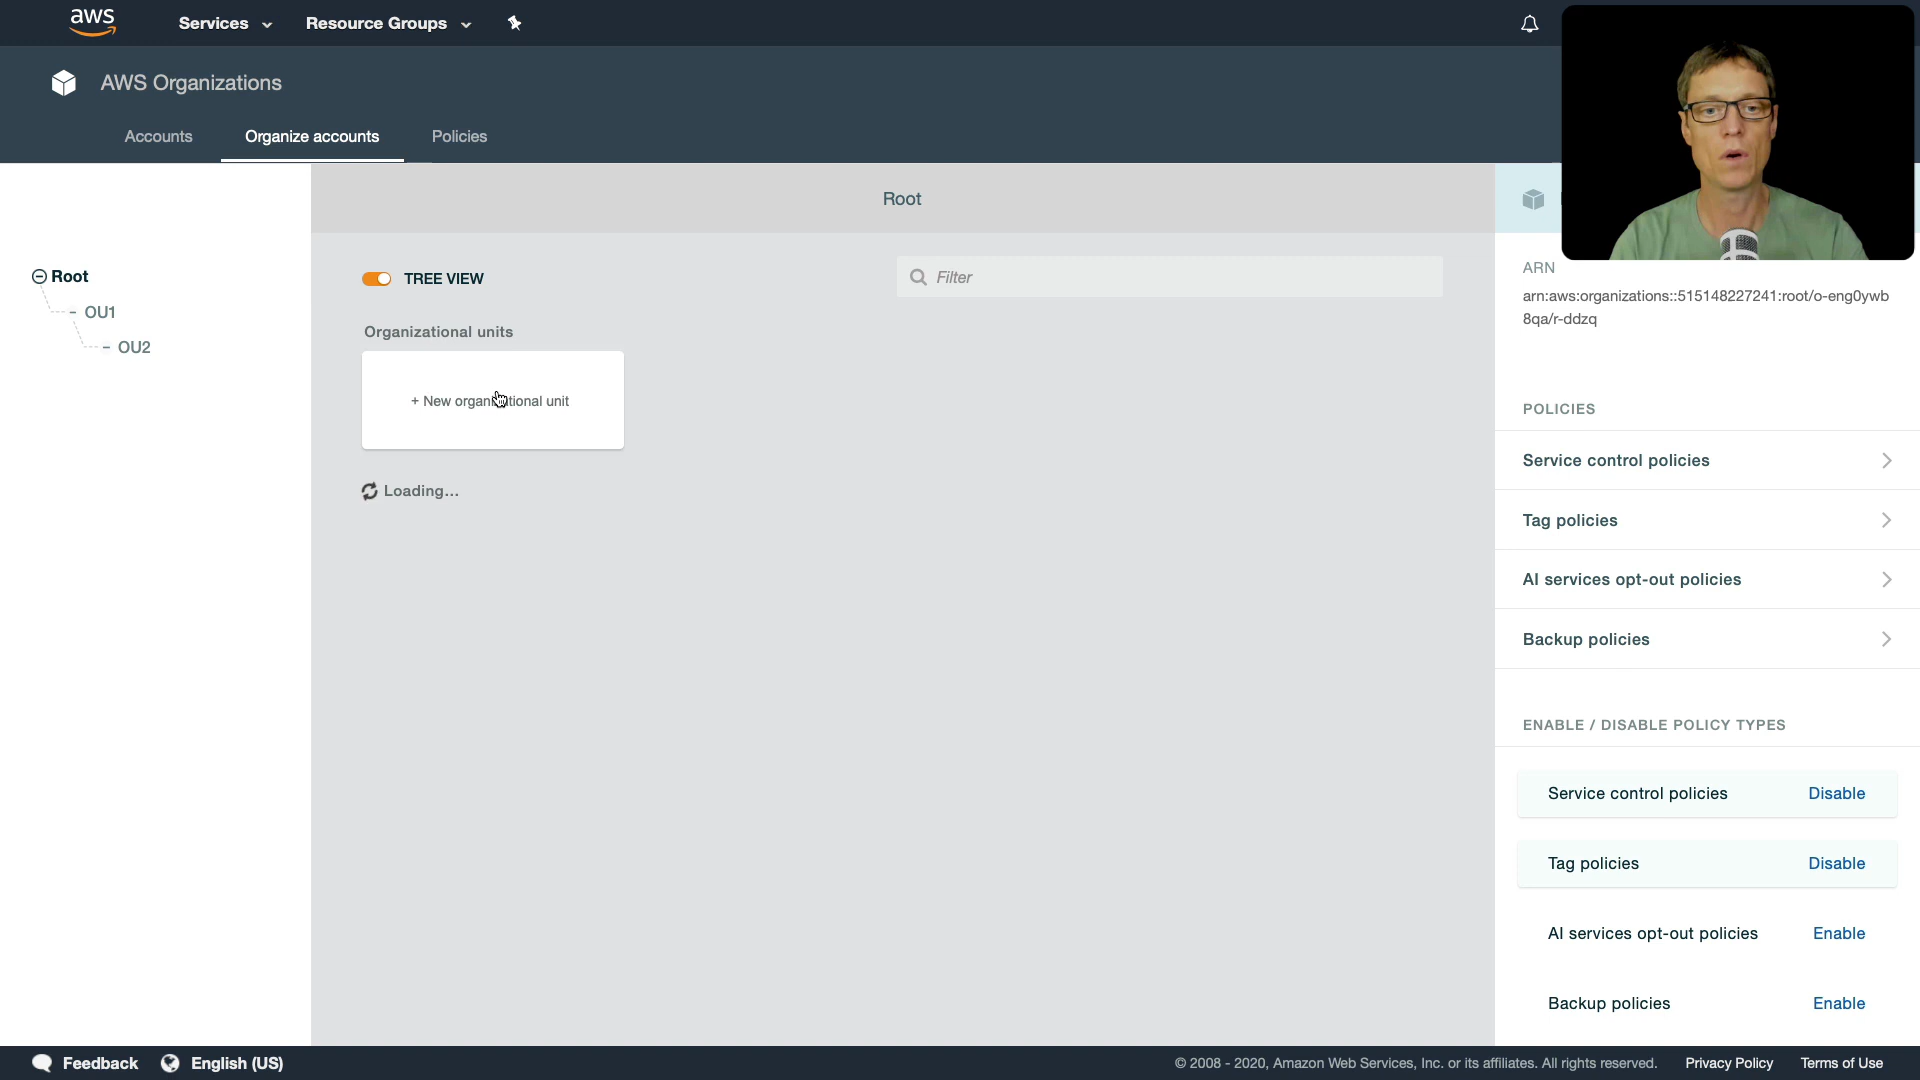 aws
Services
Resource Groups
AWS Organizations
Accounts
Organize accounts
Policies
Root
Root
OU1
OU2
TREE VIEW
Filter
Organizational units
+ New organizational unit
Loading...
ARN
arn:aws:organizations::515148227241:root/o-eng0ywb
8qa/r-ddzq
POLICIES
Service control policies
Tag policies
AI services opt-out policies
Backup policies
ENABLE / DISABLE POLICY TYPES
Service control policies Disable
Tag policies Disable
AI services opt-out policies Enable
Backup policies Enable
Feedback
English (US)
© 2008 - 2020, Amazon Web Services, Inc. or its affiliates. All rights reserved.
Privacy Policy
Terms of Use